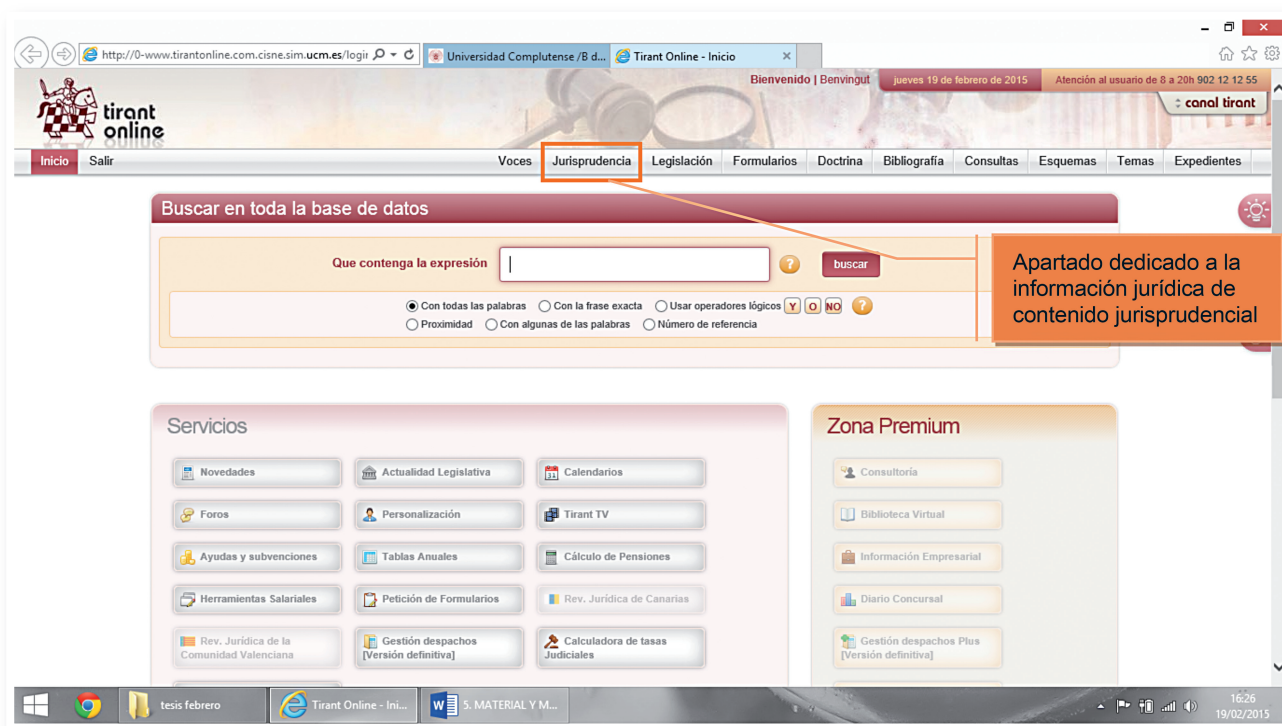 http://0-www.tirantonline.com.cisne.sim.ucm.es/login
Universidad Complutense /B d...
Tirant Online - Inicio
Bienvenido | Benvingut
jueves 19 de febrero de 2015
Atención al usuario de 8 a 20h 902 12 12 55
tirant
online
canal tirant
Inicio Salir Voces Jurisprudencia Legislación Formularios Doctrina Bibliografía Consultas Esquemas Temas Expedientes
Buscar en toda la base de datos
Que contenga la expresión
?
buscar
Con todas las palabras Con la frase exacta Usar operadores lógicos Y O NO ?
Proximidad Con algunas de las palabras Número de referencia
Apartado dedicado a la
información jurídica de
contenido jurisprudencial
Servicios
Novedades Actualidad Legislativa Calendarios
Foros Personalización Tirant TV
Ayudas y subvenciones Tablas Anuales Cálculo de Pensiones
Herramientas Salariales Petición de Formularios Rev. Jurídica de Canarias
Rev. Jurídica de la
Comunidad Valenciana
Gestión despachos
[Versión definitiva]
Calculadora de tasas
Judiciales
Zona Premium
Consultoría
Biblioteca Virtual
Información Empresarial
Diario Concursal
Gestión despachos Plus
[Versión definitiva]
tesis febrero
Tirant Online - Ini...
5. MATERIAL Y M...
16:26
19/02/2015